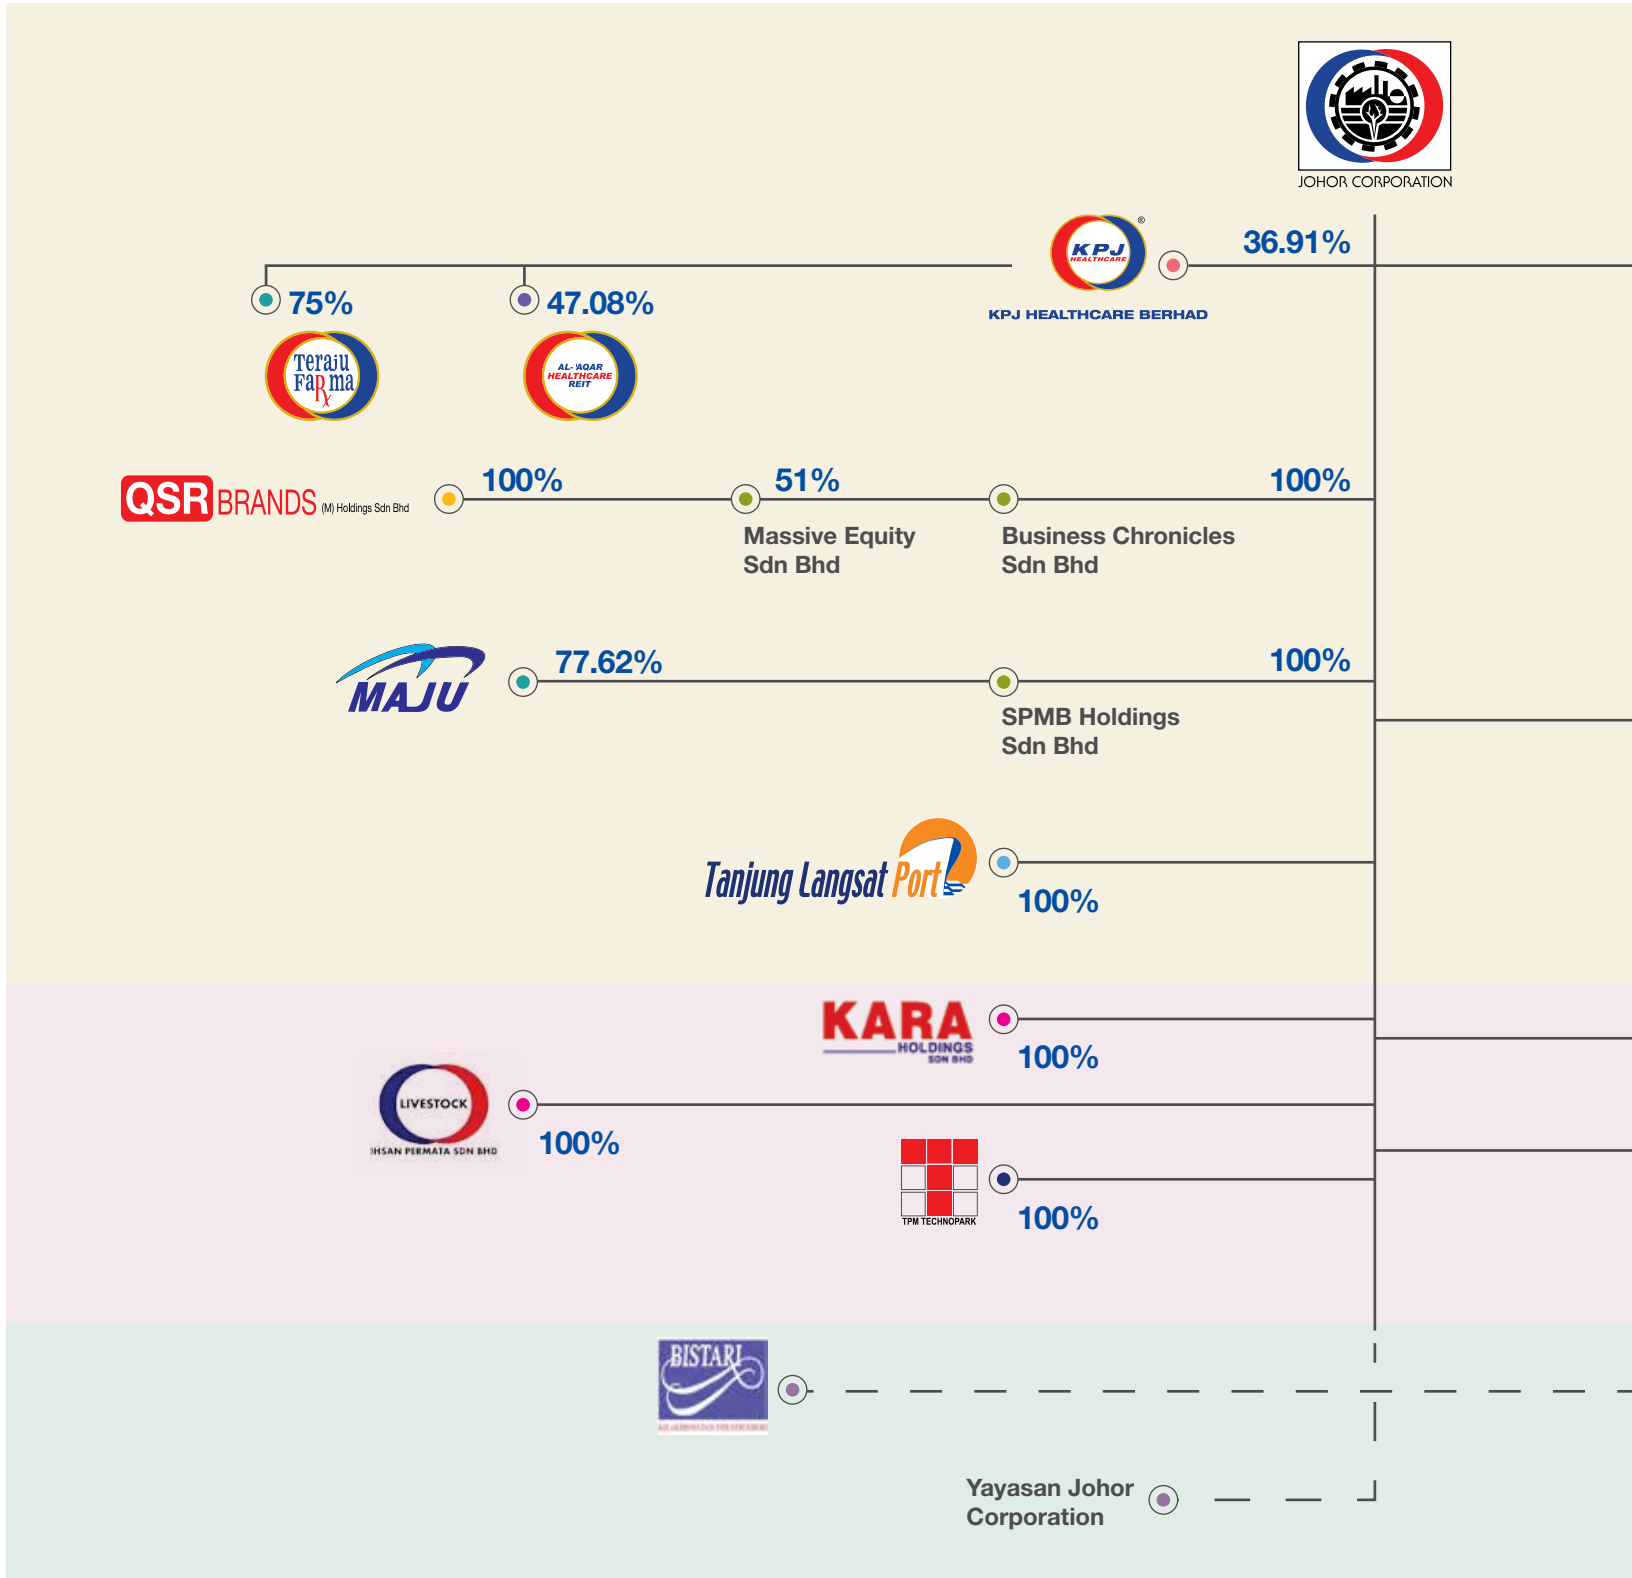 JOHOR CORPORATION
36.91%
KPJ
HEALTHCARE
®
KPJ HEALTHCARE BERHAD
75%
47.08%
Teraju
FaRma
AL-'AQAR
HEALTHCARE
REIT
QSR BRANDS (M) Holdings Sdn Bhd
100%
51%
100%
Massive Equity
Sdn Bhd
Business Chronicles
Sdn Bhd
MAJU
77.62%
100%
SPMB Holdings
Sdn Bhd
Tanjung Langsat Port
100%
KARA
HOLDINGS
SDN BHD
100%
LIVESTOCK
IHSAN PERMATA SDN BHD
100%
TPM TECHNOPARK
100%
BISTARI
Yayasan Johor
Corporation